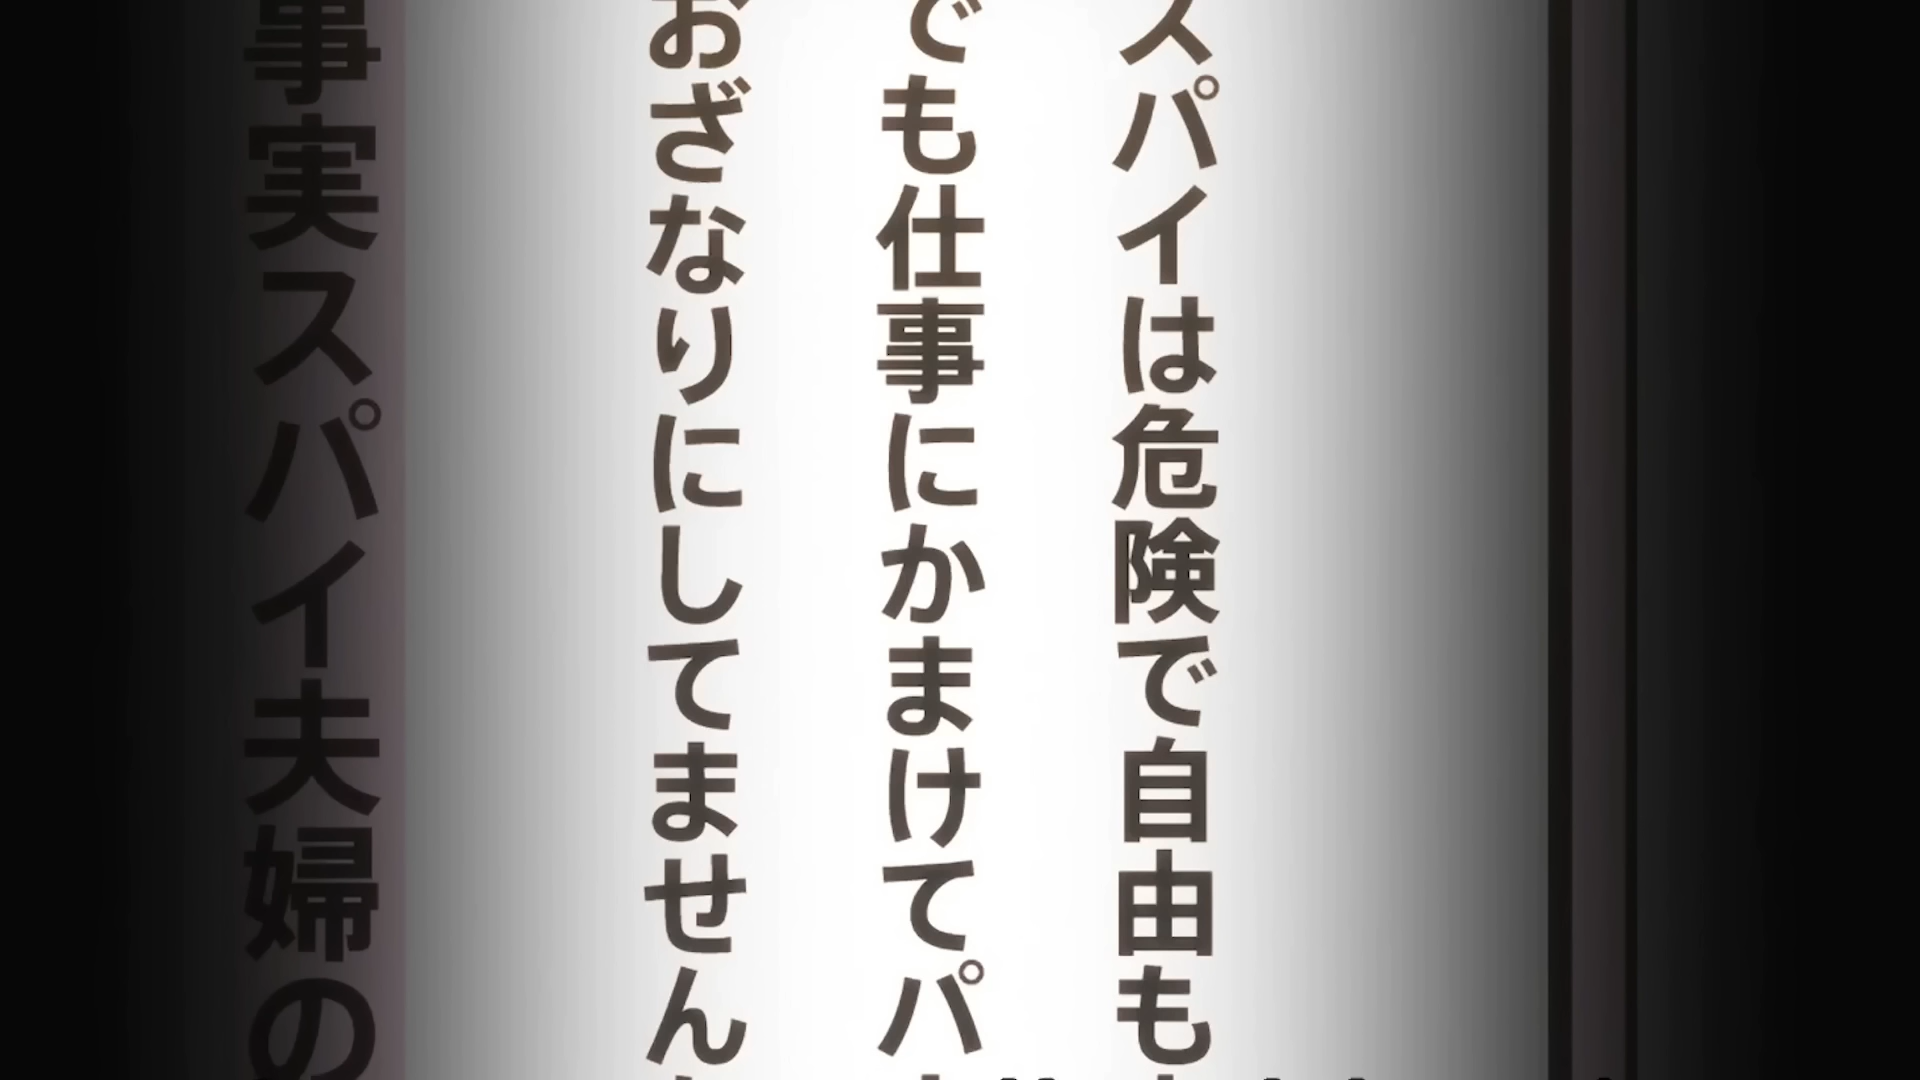 スパイは危険で自由も
でも仕事にかまけてパ
おざなりにしてません
事実スパイ夫婦の